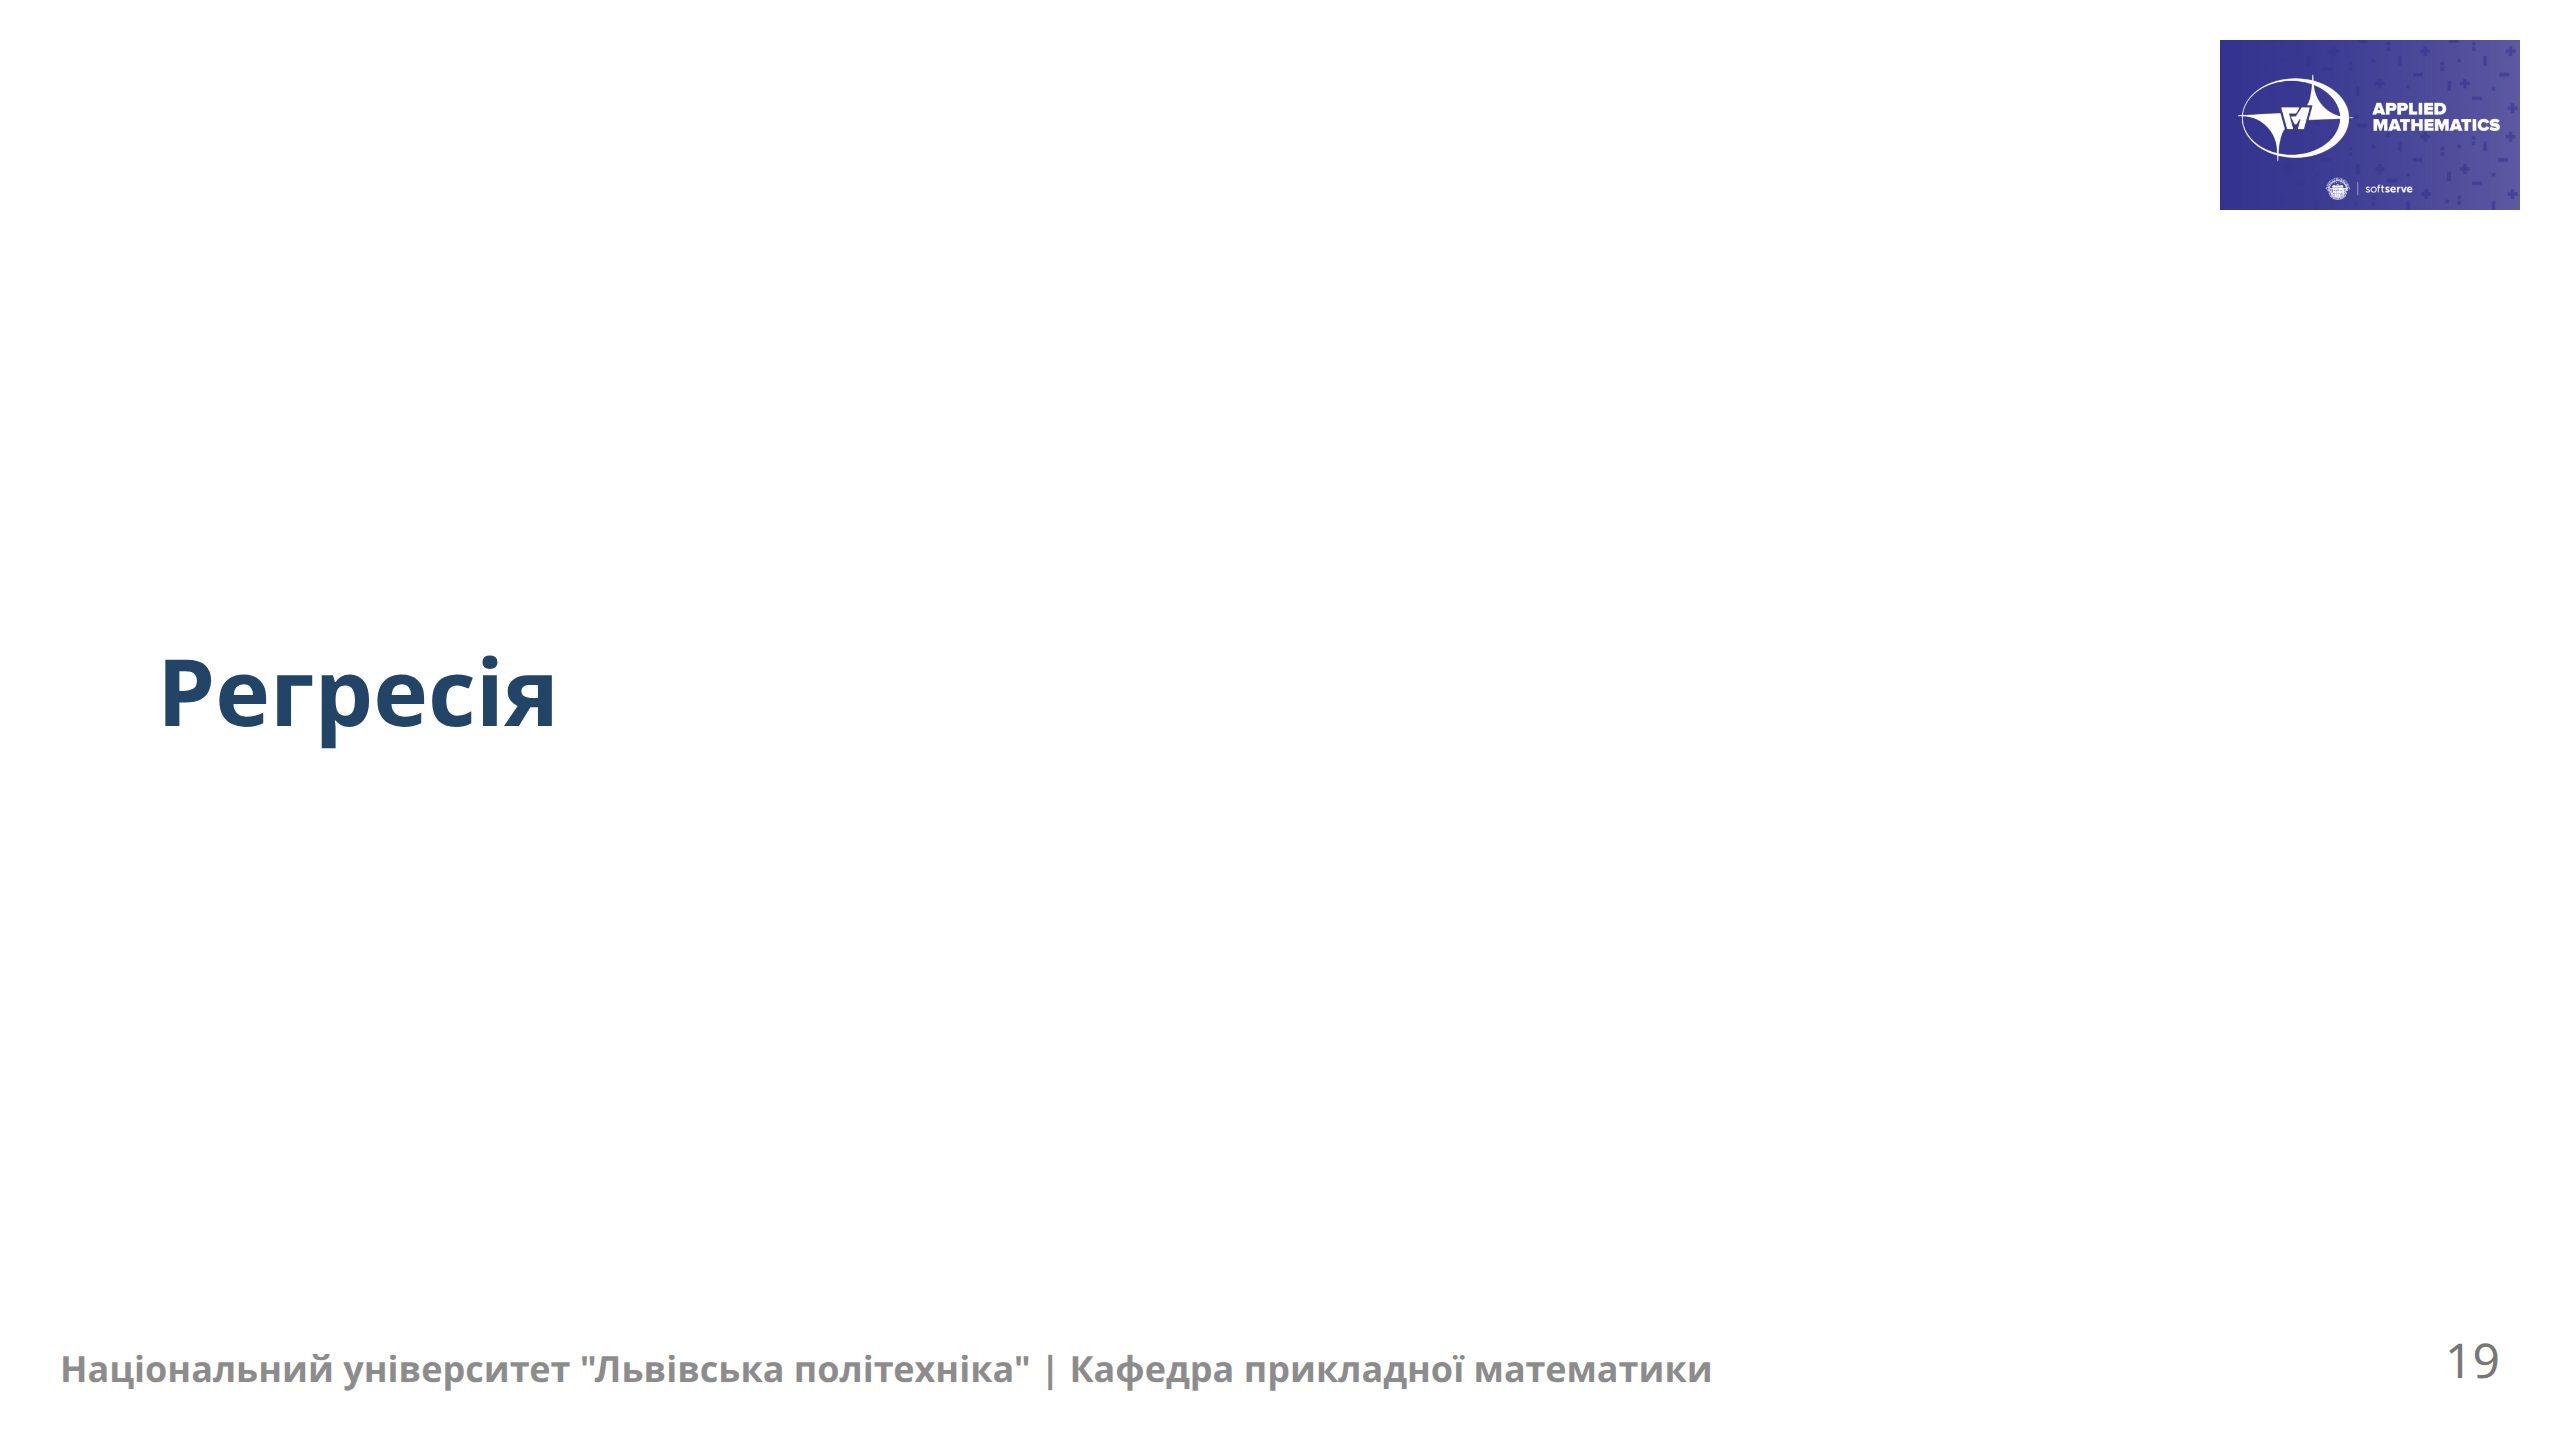 APPLIED
MATHEMATICS
softserve
Регресія
Національний університет "Львівська політехніка" | Кафедра прикладної математики
19